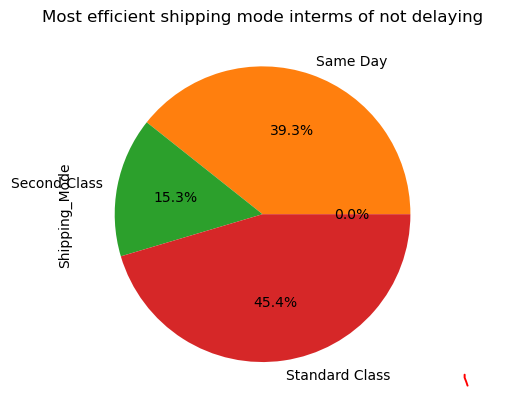 Most efficient shipping mode interms of not delaying
Same Day
39.3%
Second Class
15.3%
0.0%
Shipping_Mode
45.4%
Standard Class